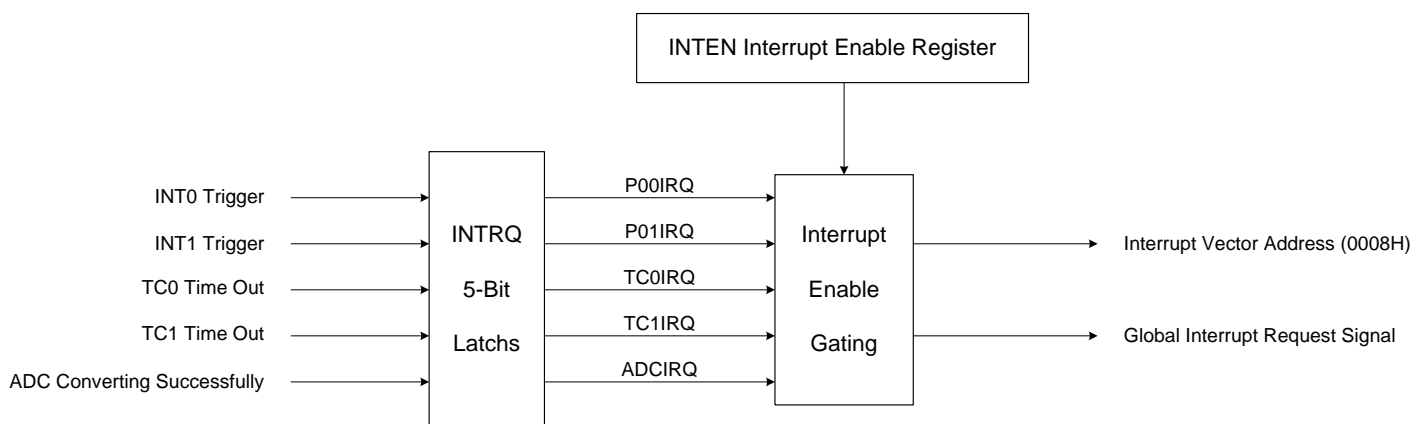 INTEN Interrupt Enable Register
INT0 Trigger
INT1 Trigger
TC0 Time Out
TC1 Time Out
ADC Converting Successfully
INTRQ
5-Bit
Latchs
P00IRQ
P01IRQ
TC0IRQ
TC1IRQ
ADCIRQ
Interrupt
Enable
Gating
Interrupt Vector Address (0008H)
Global Interrupt Request Signal